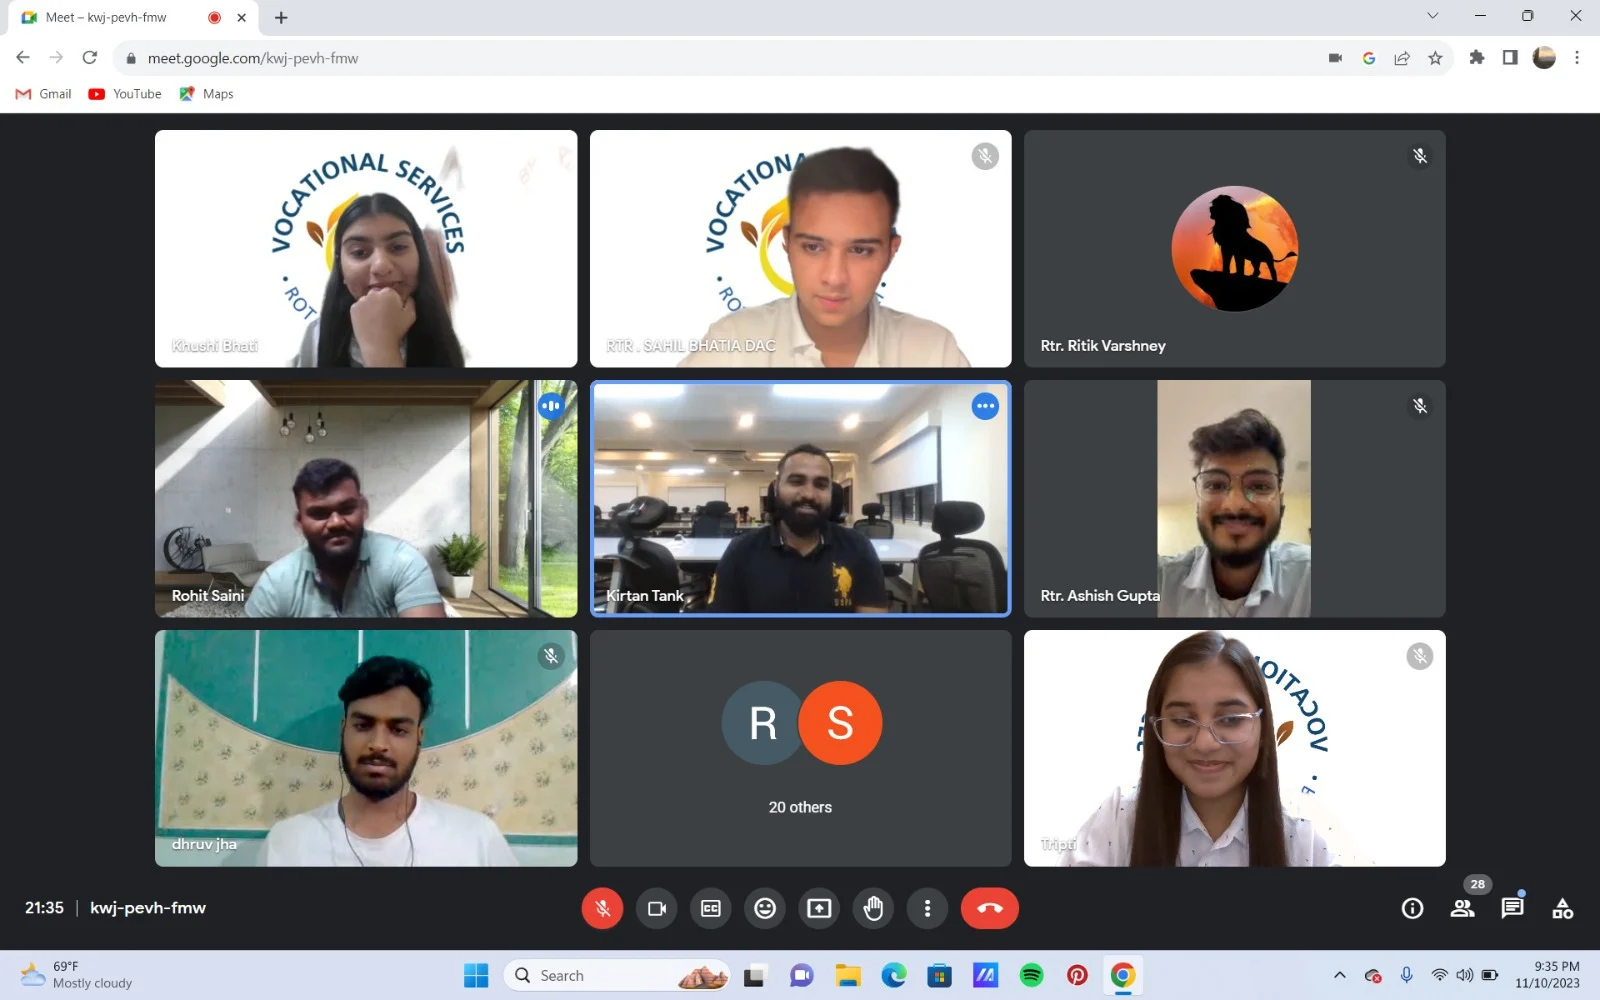 Meet – kwj-pevh-fmw
meet.google.com/kwj-pevh-fmw
Gmail YouTube Maps
VOCATIONAL SERVICES
ROT
Khushi Bhati
VOCATIONA
ROT
RTR . SAHIL BHATIA DAC
Rtr. Ritik Varshney
Rohit Saini
Kirtan Tank
Rtr. Ashish Gupta
dhruv jha
R S
20 others
VOCATIO
Tripti
21:35 | kwj-pevh-fmw
28
69°F
Mostly cloudy
Search
9:35 PM
11/10/2023